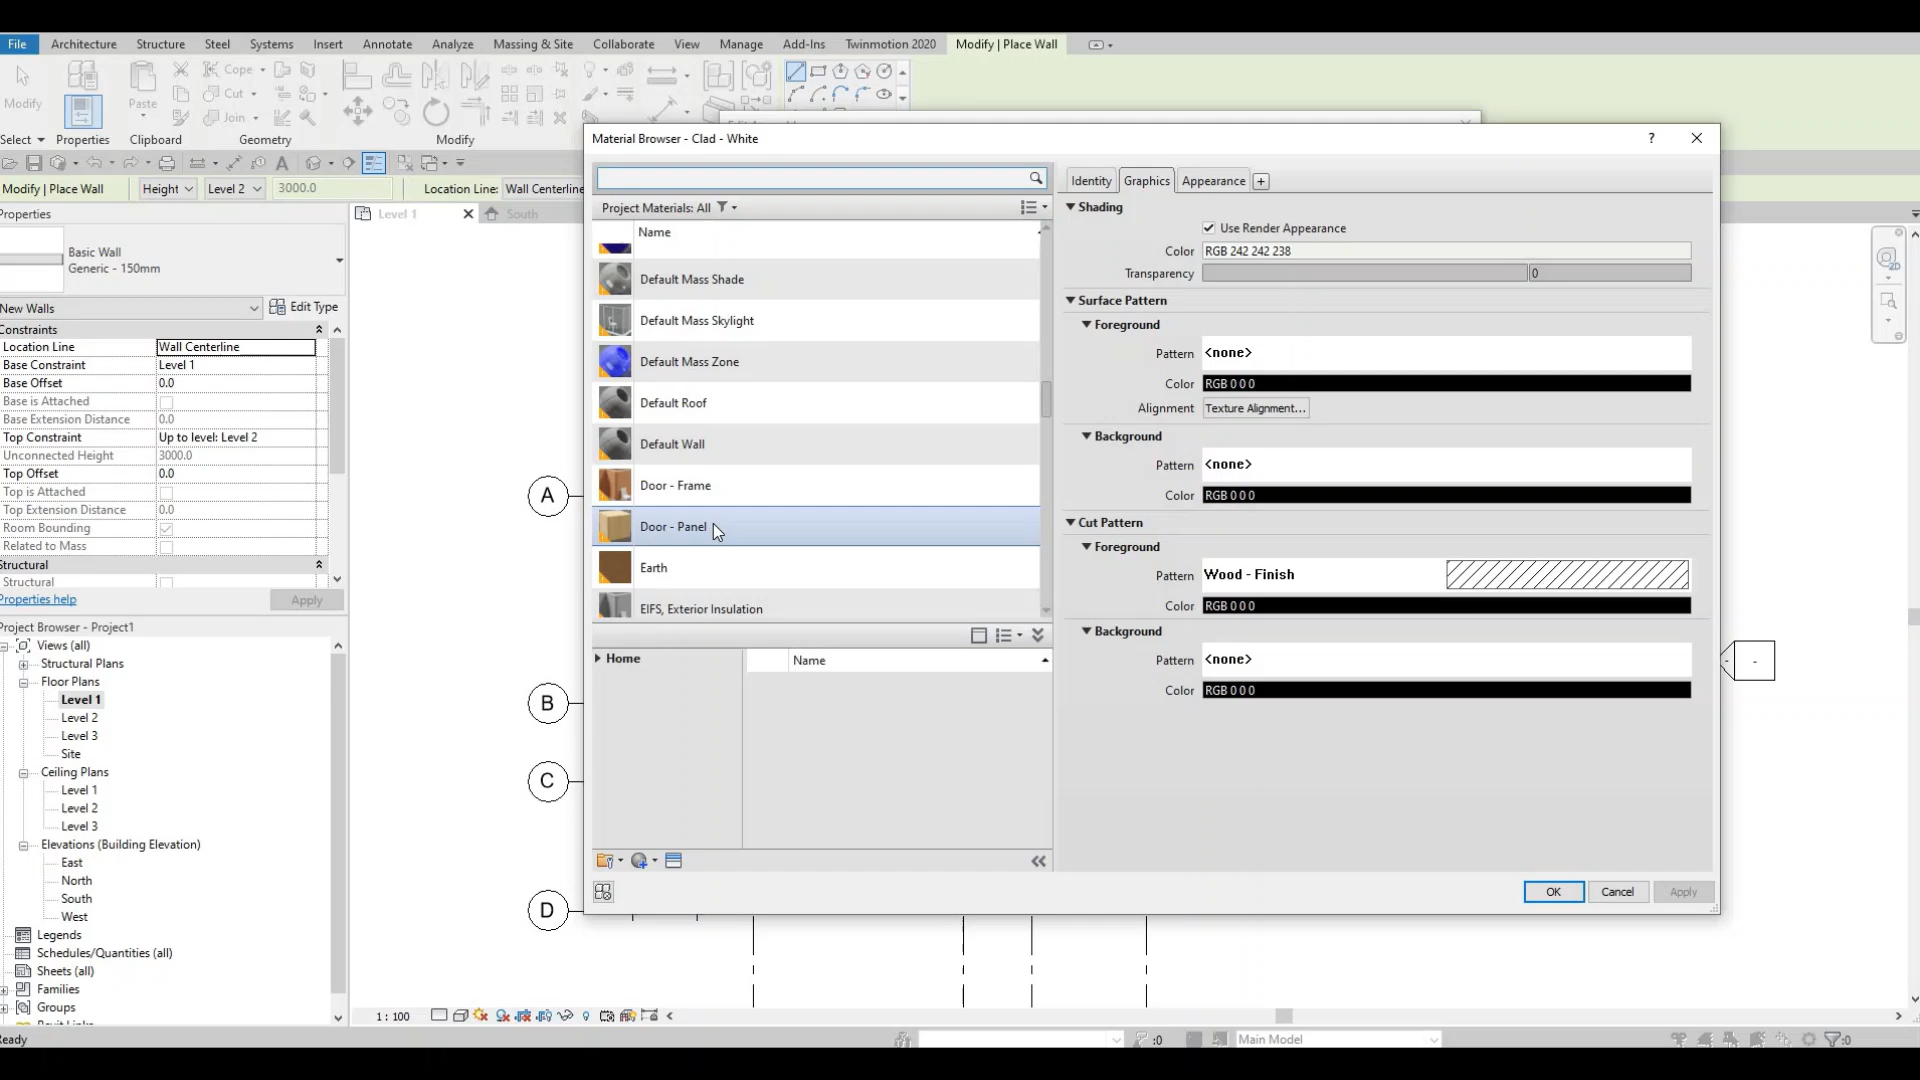 File Architecture Structure Steel Systems Insert Annotate Analyze Massing & Site Collaborate View Manage Add-Ins Twinmotion 2020 Modify | Place Wall
Modify Paste Cope Cut Join
Select Properties Clipboard Geometry Modify
Modify | Place Wall Height Level 2 3000.0 Location Line: Wall Centerline
Properties
Level 1
South
Basic Wall
Generic - 150mm
New Walls Edit Type
Constraints
Location Line Wall Centerline
Base Constraint Level 1
Base Offset 0.0
Base is Attached
Base Extension Distance 0.0
Top Constraint Up to level: Level 2
Unconnected Height 3000.0
Top Offset 0.0
Top is Attached
Top Extension Distance 0.0
Room Bounding
Related to Mass
Structural
Structural
Properties help Apply
Project Browser - Project1
Views (all)
Structural Plans
Floor Plans
Level 1
Level 2
Level 3
Site
Ceiling Plans
Level 1
Level 2
Level 3
Elevations (Building Elevation)
East
North
South
West
Legends
Schedules/Quantities (all)
Sheets (all)
Families
Groups
Revit Links
A
B
C
D
Material Browser - Clad - White
?
Project Materials: All
Name
Default Mass Shade
Default Mass Skylight
Default Mass Zone
Default Roof
Default Wall
Door - Frame
Door - Panel
Earth
EIFS, Exterior Insulation
Home
Name
Identity Graphics Appearance +
Shading
Use Render Appearance
Color RGB 242 242 238
Transparency 0
Surface Pattern
Foreground
Pattern <none>
Color RGB 0 0 0
Alignment Texture Alignment...
Background
Pattern <none>
Color RGB 0 0 0
Cut Pattern
Foreground
Pattern Wood - Finish
Color RGB 0 0 0
Background
Pattern <none>
Color RGB 0 0 0
OK Cancel Apply
2D
-
-
1 : 100
Ready :0 Main Model :0